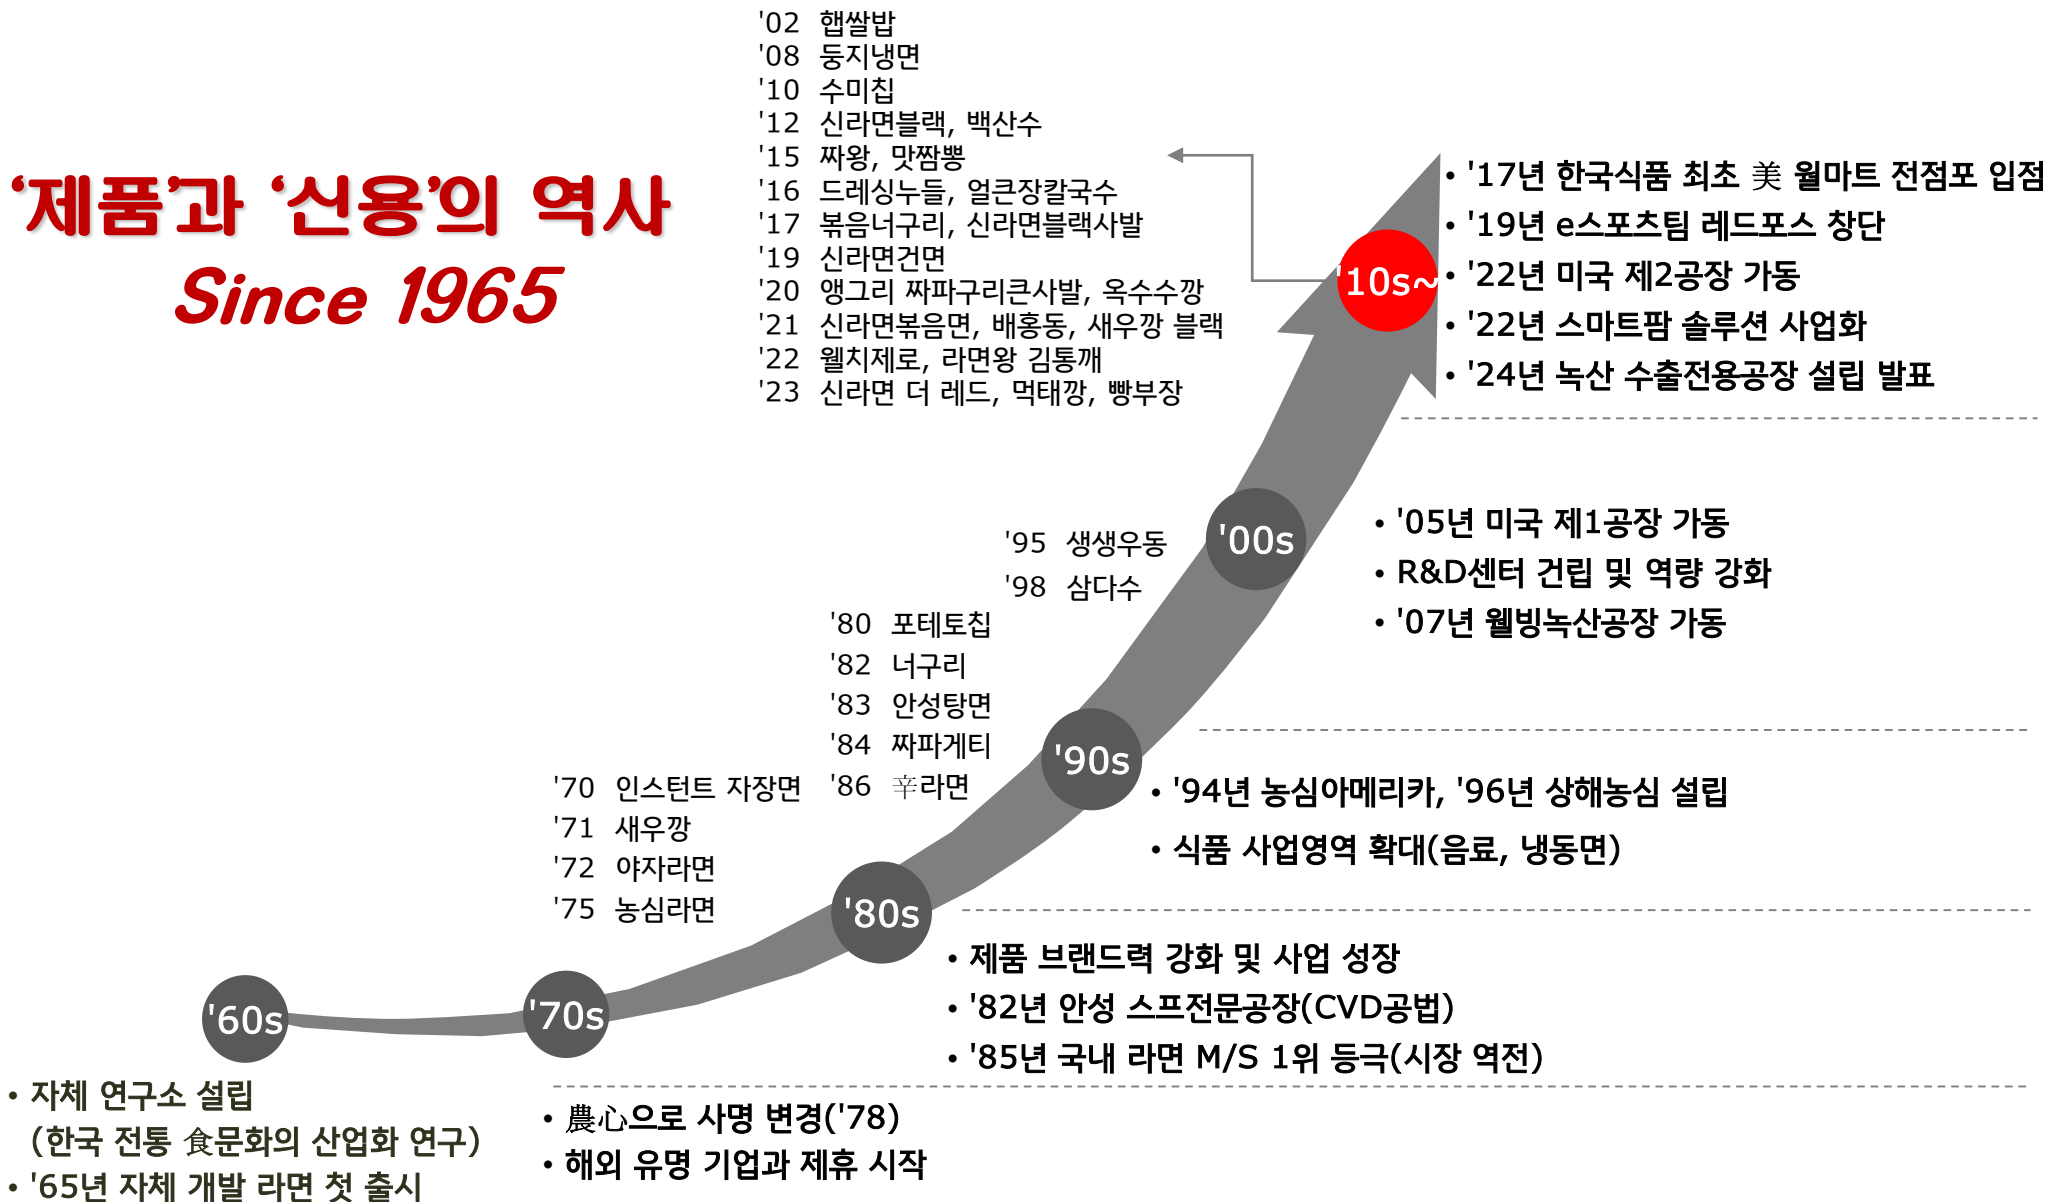 ‘제품’과 ‘신용’의 역사
Since 1965
'02 햅쌀밥
'08 둥지냉면
'10 수미칩
'12 신라면블랙, 백산수
'15 짜왕, 맛짬뽕
'16 드레싱누들, 얼큰장칼국수
'17 볶음너구리, 신라면블랙사발
'19 신라면건면
'20 앵그리 짜파구리큰사발, 옥수수깡
'21 신라면볶음면, 배홍동, 새우깡 블랙
'22 웰치제로, 라면왕 김통깨
'23 신라면 더 레드, 먹태깡, 빵부장
'10s~
• '17년 한국식품 최초 美 월마트 전점포 입점
• '19년 e스포츠팀 레드포스 창단
• '22년 미국 제2공장 가동
• '22년 스마트팜 솔루션 사업화
• '24년 녹산 수출전용공장 설립 발표
'95 생생우동
'98 삼다수
'00s
• '05년 미국 제1공장 가동
• R&D센터 건립 및 역량 강화
• '07년 웰빙녹산공장 가동
'80 포테토칩
'82 너구리
'83 안성탕면
'84 짜파게티
'86 辛라면
'90s
• '94년 농심아메리카, '96년 상해농심 설립
• 식품 사업영역 확대(음료, 냉동면)
'70 인스턴트 자장면
'71 새우깡
'72 야자라면
'75 농심라면
'80s
• 제품 브랜드력 강화 및 사업 성장
• '82년 안성 스프전문공장(CVD공법)
• '85년 국내 라면 M/S 1위 등극(시장 역전)
'60s
'70s
• 자체 연구소 설립
(한국 전통 食문화의 산업화 연구)
• '65년 자체 개발 라면 첫 출시
• 農心으로 사명 변경('78)
• 해외 유명 기업과 제휴 시작